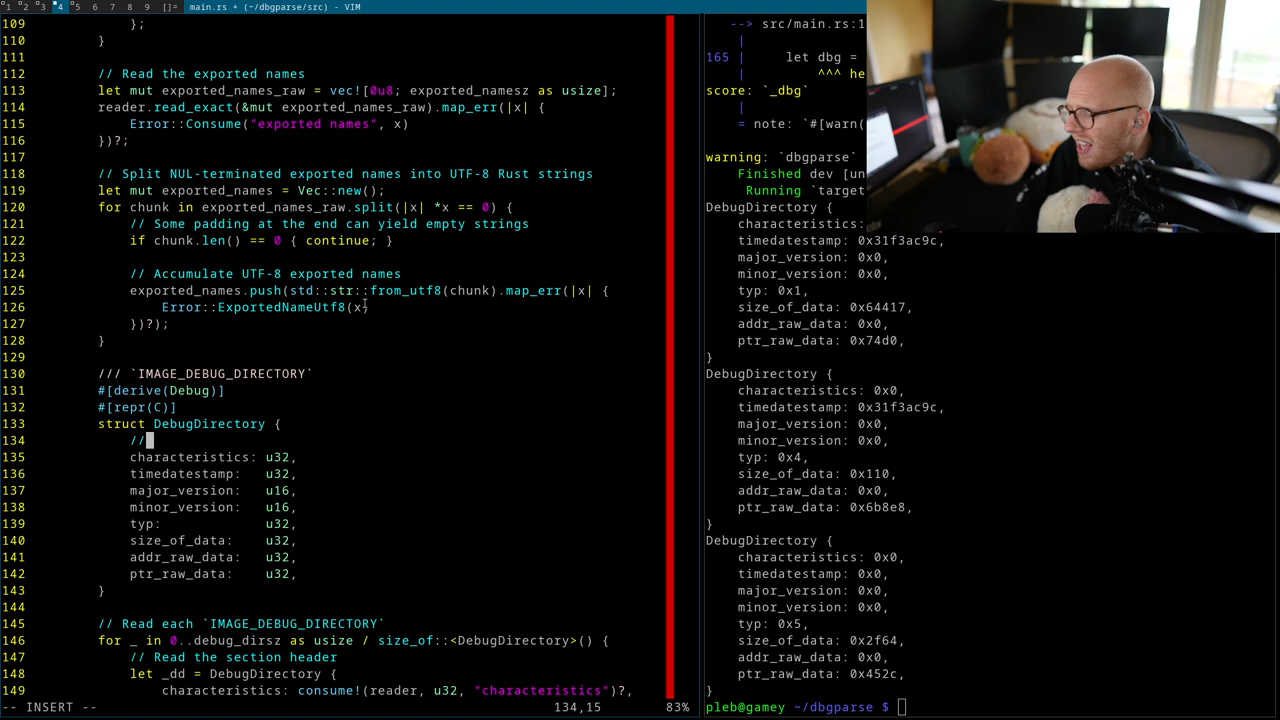 1 2 3 4 5 6 7 8 9 []= main.rs + (~/dbgparse/src) - VIM
109 };
110 }
111
112 // Read the exported names
113 let mut exported_names_raw = vec![0u8; exported_namesz as usize];
114 reader.read_exact(&mut exported_names_raw).map_err(|x| {
115 Error::Consume("exported names", x)
116 })?;
117
118 // Split NUL-terminated exported names into UTF-8 Rust strings
119 let mut exported_names = Vec::new();
120 for chunk in exported_names_raw.split(|x| *x == 0) {
121 // Some padding at the end can yield empty strings
122 if chunk.len() == 0 { continue; }
123
124 // Accumulate UTF-8 exported names
125 exported_names.push(std::str::from_utf8(chunk).map_err(|x| {
126 Error::ExportedNameUtf8(x)
127 })?);
128 }
129
130 /// `IMAGE_DEBUG_DIRECTORY`
131 #[derive(Debug)]
132 #[repr(C)]
133 struct DebugDirectory {
134 //
135 characteristics: u32,
136 timedatestamp: u32,
137 major_version: u16,
138 minor_version: u16,
139 typ: u32,
140 size_of_data: u32,
141 addr_raw_data: u32,
142 ptr_raw_data: u32,
143 }
144
145 // Read each `IMAGE_DEBUG_DIRECTORY`
146 for _ in 0..debug_dirsz as usize / size_of::<DebugDirectory>() {
147 // Read the section header
148 let _dd = DebugDirectory {
149 characteristics: consume!(reader, u32, "characteristics")?,
-- INSERT -- 134,15 83%
--> src/main.rs:1
|
165 | let dbg =
| ^^^ he
score: `_dbg`
|
= note: `#[warn(
warning: `dbgparse`
Finished dev [un
Running `target
DebugDirectory {
characteristics:
timedatestamp: 0x31f3ac9c,
major_version: 0x0,
minor_version: 0x0,
typ: 0x1,
size_of_data: 0x64417,
addr_raw_data: 0x0,
ptr_raw_data: 0x74d0,
}
DebugDirectory {
characteristics: 0x0,
timedatestamp: 0x31f3ac9c,
major_version: 0x0,
minor_version: 0x0,
typ: 0x4,
size_of_data: 0x110,
addr_raw_data: 0x0,
ptr_raw_data: 0x6b8e8,
}
DebugDirectory {
characteristics: 0x0,
timedatestamp: 0x0,
major_version: 0x0,
minor_version: 0x0,
typ: 0x5,
size_of_data: 0x2f64,
addr_raw_data: 0x0,
ptr_raw_data: 0x452c,
}
pleb@gamey ~/dbgparse $